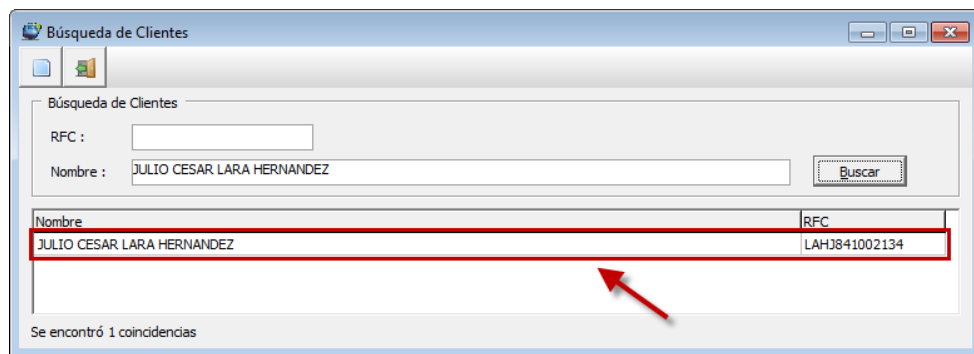 Búsqueda de Clientes
Búsqueda de Clientes
RFC :
Nombre : JULIO CESAR LARA HERNANDEZ Buscar
Nombre RFC
JULIO CESAR LARA HERNANDEZ LAHJ841002134
Se encontró 1 coincidencias